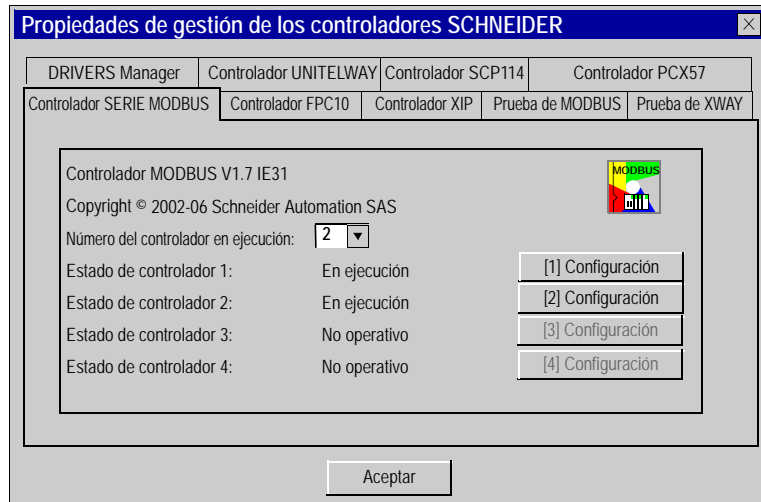 Propiedades de gestión de los controladores SCHNEIDER
DRIVERS Manager
Controlador UNITELWAY
Controlador SCP114
Controlador PCX57
Controlador SERIE MODBUS
Controlador FPC10
Controlador XIP
Prueba de MODBUS
Prueba de XWAY
Controlador MODBUS V1.7 IE31
MODBUS
Copyright © 2002-06 Schneider Automation SAS
Número del controlador en ejecución: 2
Estado de controlador 1: En ejecución [1] Configuración
Estado de controlador 2: En ejecución [2] Configuración
Estado de controlador 3: No operativo [3] Configuración
Estado de controlador 4: No operativo [4] Configuración
Aceptar